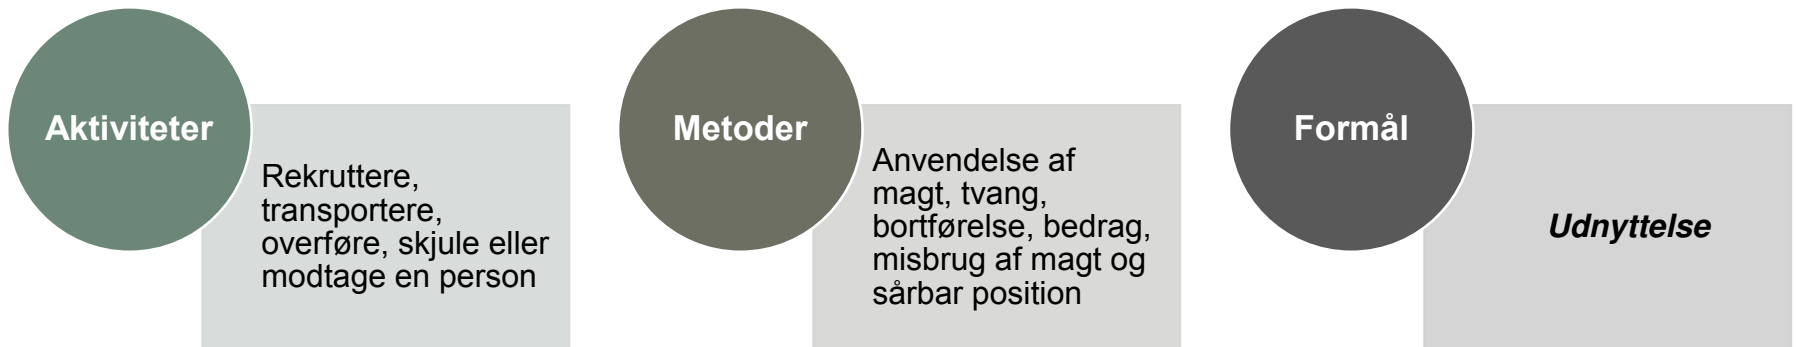 Aktiviteter
Rekruttere,
transportere,
overføre, skjule eller
modtage en person
Metoder
Anvendelse af
magt, tvang,
bortførelse, bedrag,
misbrug af magt og
sårbar position
Formål
Udnyttelse